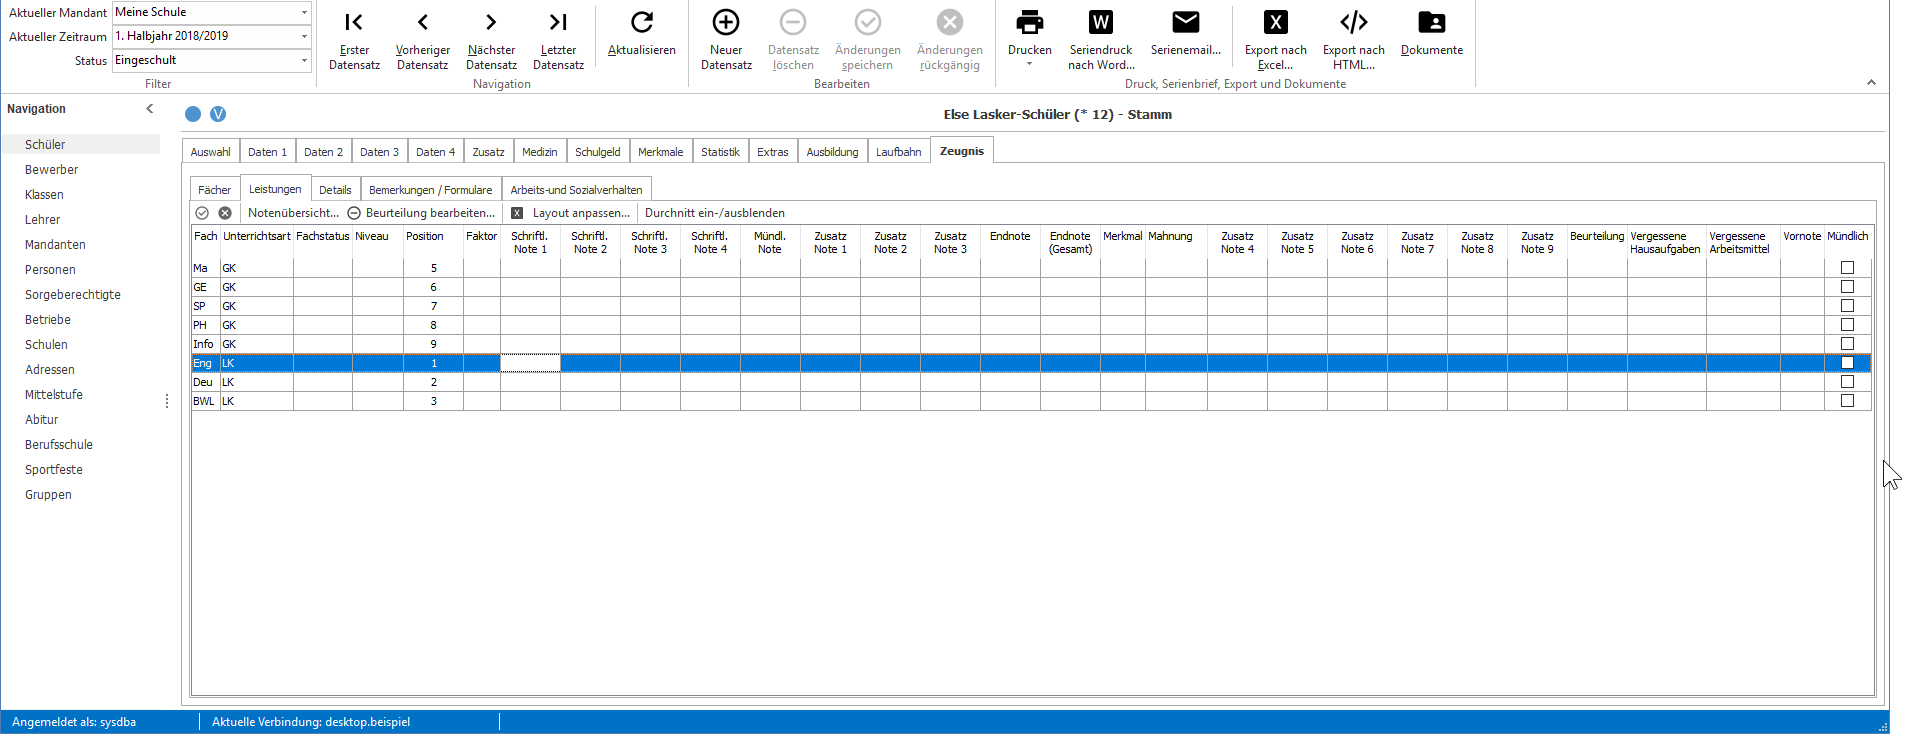 Aktueller Mandant Meine Schule
Aktueller Zeitraum 1. Halbjahr 2018/2019
Status Eingeschult
Filter
Erster Datensatz
Vorheriger Datensatz
Nächster Datensatz
Letzter Datensatz
Navigation
Aktualisieren
Neuer Datensatz
Datensatz löschen
Änderungen speichern
Änderungen rückgängig
Bearbeiten
Drucken
W
Seriendruck nach Word...
Serienemail...
X
Export nach Excel...
Export nach HTML...
Dokumente
Druck, Serienbrief, Export und Dokumente
Navigation
Schüler
Bewerber
Klassen
Lehrer
Mandanten
Personen
Sorgeberechtigte
Betriebe
Schulen
Adressen
Mittelstufe
Abitur
Berufsschule
Sportfeste
Gruppen
V
Else Lasker-Schüler (* 12) - Stamm
Auswahl Daten 1 Daten 2 Daten 3 Daten 4 Zusatz Medizin Schulgeld Merkmale Statistik Extras Ausbildung Laufbahn Zeugnis
Fächer Leistungen Details Bemerkungen / Formulare Arbeits-und Sozialverhalten
Notenübersicht... Beurteilung bearbeiten... X Layout anpassen... Durchnitt ein-/ausblenden
Fach Unterrichtsart Fachstatus Niveau Position Faktor Schriftl. Note 1 Schriftl. Note 2 Schriftl. Note 3 Schriftl. Note 4 Mündl. Note Zusatz Note 1 Zusatz Note 2 Zusatz Note 3 Endnote Endnote (Gesamt) Merkmal Mahnung Zusatz Note 4 Zusatz Note 5 Zusatz Note 6 Zusatz Note 7 Zusatz Note 8 Zusatz Note 9 Beurteilung Vergessene Hausaufgaben Vergessene Arbeitsmittel Vornote Mündlich
Ma GK 5
GE GK 6
SP GK 7
PH GK 8
Info GK 9
Eng LK 1
Deu LK 2
BWL LK 3
Angemeldet als: sysdba Aktuelle Verbindung: desktop.beispiel